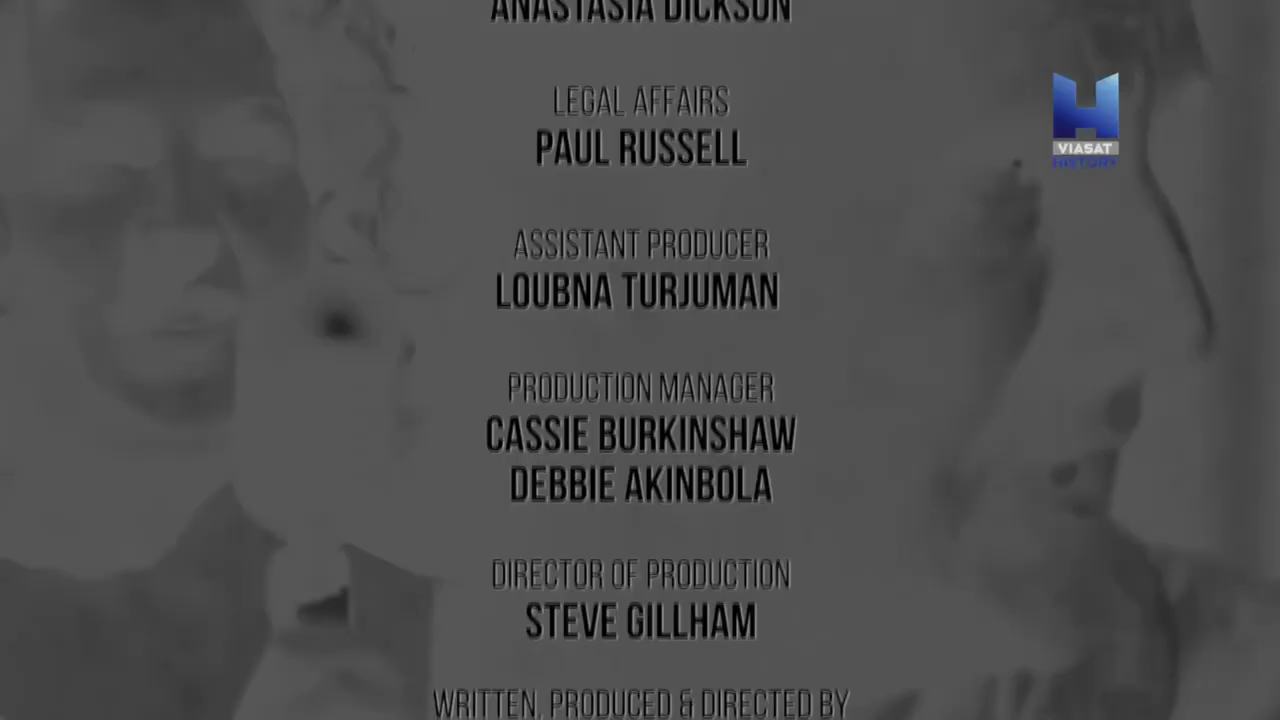 ANASTASIA DICKSON
LEGAL AFFAIRS
PAUL RUSSELL
VIASAT
HISTORY
ASSISTANT PRODUCER
LOUBNA TURJUMAN
PRODUCTION MANAGER
CASSIE BURKINSHAW
DEBBIE AKINBOLA
DIRECTOR OF PRODUCTION
STEVE GILLHAM
WRITTEN, PRODUCED & DIRECTED BY